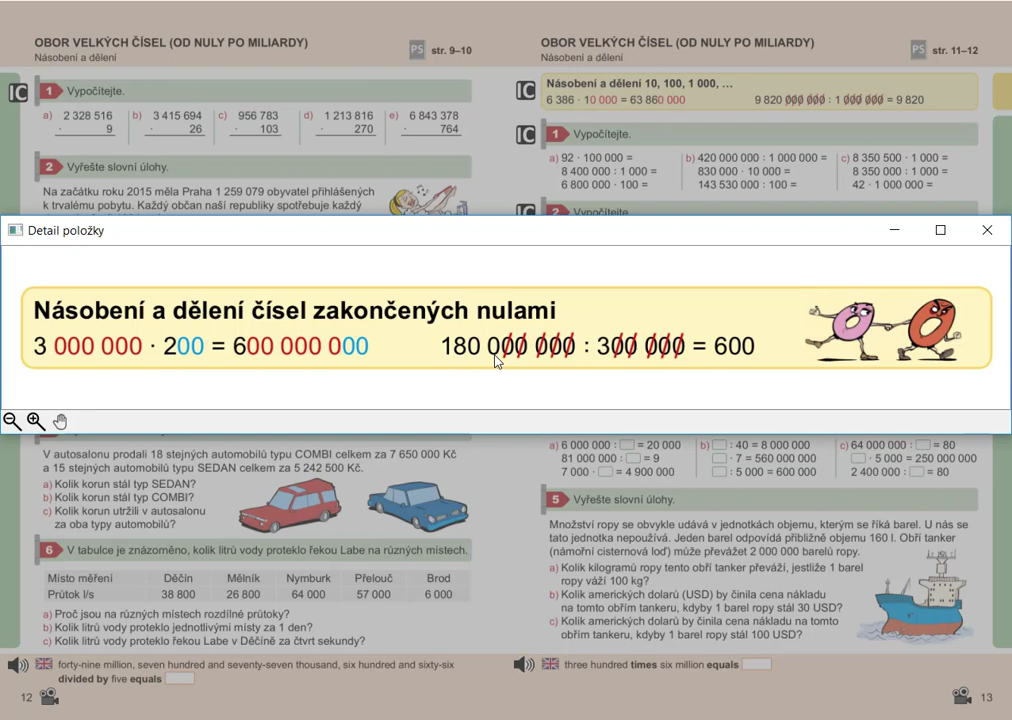 OBOR VELKÝCH ČÍSEL (OD NULY PO MILIARDY)
Násobení a dělení
PS str. 9–10
1 Vypočítejte.
a) 2 328 516 b) 3 415 694 c) 956 783 d) 1 213 816 e) 6 843 378
· 9 · 26 · 103 · 270 · 764
2 Vyřešte slovní úlohy.
Na začátku roku 2015 měla Praha 1 259 079 obyvatel přihlášených
k trvalému pobytu. Každý občan naší republiky spotřebuje každý
OBOR VELKÝCH ČÍSEL (OD NULY PO MILIARDY)
Násobení a dělení
PS str. 11–12
Násobení a dělení 10, 100, 1 000, ...
6 386 · 10 000 = 63 860 000 9 820 000 000 : 1 000 000 = 9 820
1 Vypočítejte.
a) 92 · 100 000 = b) 420 000 000 : 1 000 000 = c) 8 350 500 · 1 000 =
8 400 000 : 1 000 = 830 000 · 10 000 = 8 350 000 : 1 000 =
6 800 000 · 100 = 143 530 000 : 100 = 42 · 1 000 000 =
2 Vypočítejte
Detail položky
Násobení a dělení čísel zakončených nulami
3 000 000 · 200 = 600 000 000 180 000 000 : 300 000 = 600
V autosalonu prodali 18 stejných automobilů typu COMBI celkem za 7 650 000 Kč
a 15 stejných automobilů typu SEDAN celkem za 5 242 500 Kč.
a) Kolik korun stál typ SEDAN?
b) Kolik korun stál typ COMBI?
c) Kolik korun utržili v autosalonu
za oba typy automobilů?
6 V tabulce je znázorněno, kolik litrů vody proteklo řekou Labe na různých místech.
Místo měření Děčín Mělník Nymburk Přelouč Brod
Průtok l/s 38 800 26 800 64 000 57 000 6 000
a) Proč jsou na různých místech rozdílné průtoky?
b) Kolik litrů vody proteklo jednotlivými místy za 1 den?
c) Kolik litrů vody proteklo řekou Labe v Děčíně za čtvrt sekundy?
forty-nine million, seven hundred and seventy-seven thousand, six hundred and sixty-six
divided by five equals
12
a) 6 000 000 : = 20 000 b) : 40 = 8 000 000 c) 64 000 000 : = 80
81 000 000 : = 9 · 7 = 560 000 000 · 5 000 = 250 000 000
7 000 · = 4 900 000 : 5 000 = 600 000 2 400 000 : = 80
5 Vyřešte slovní úlohy.
Množství ropy se obvykle udává v jednotkách objemu, kterým se říká barel. U nás se
tato jednotka nepoužívá. Jeden barel odpovídá přibližně objemu 160 l. Obří tanker
(námořní cisternová loď) může převážet 2 000 000 barelů ropy.
a) Kolik kilogramů ropy tento obří tanker převáží, jestliže 1 barel
ropy váží 100 kg?
b) Kolik amerických dolarů (USD) by činila cena nákladu
na tomto obřím tankeru, kdyby 1 barel ropy stál 30 USD?
c) Kolik amerických dolarů by činila cena nákladu na tomto
obřím tankeru, kdyby 1 barel ropy stál 100 USD?
three hundred times six million equals
13